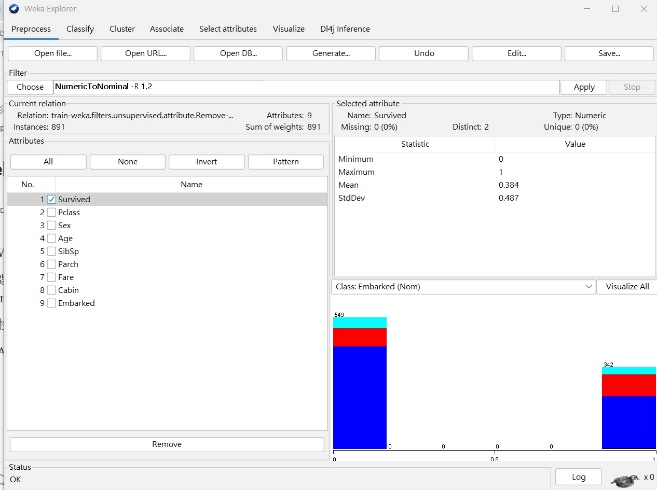 Weka Explorer
Preprocess Classify Cluster Associate Select attributes Visualize Dl4j Inference
Open file... Open URL... Open DB... Generate... Undo Edit... Save...
Filter
Choose NumericToNominal -R 1,2 Apply Stop
Current relation
Relation: train-weka.filters.unsupervised.attribute.Remove-... Attributes: 9
Instances: 891 Sum of weights: 891
Attributes
All None Invert Pattern
No. Name
1 Survived
2 Pclass
3 Sex
4 Age
5 SibSp
6 Parch
7 Fare
8 Cabin
9 Embarked
Remove
Selected attribute
Name: Survived Type: Numeric
Missing: 0 (0%) Distinct: 2 Unique: 0 (0%)
Statistic Value
Minimum 0
Maximum 1
Mean 0.384
StdDev 0.487
Class: Embarked (Nom) Visualize All
549
342
0 0 0 0
0 0.5 1
Status
OK
Log x 0